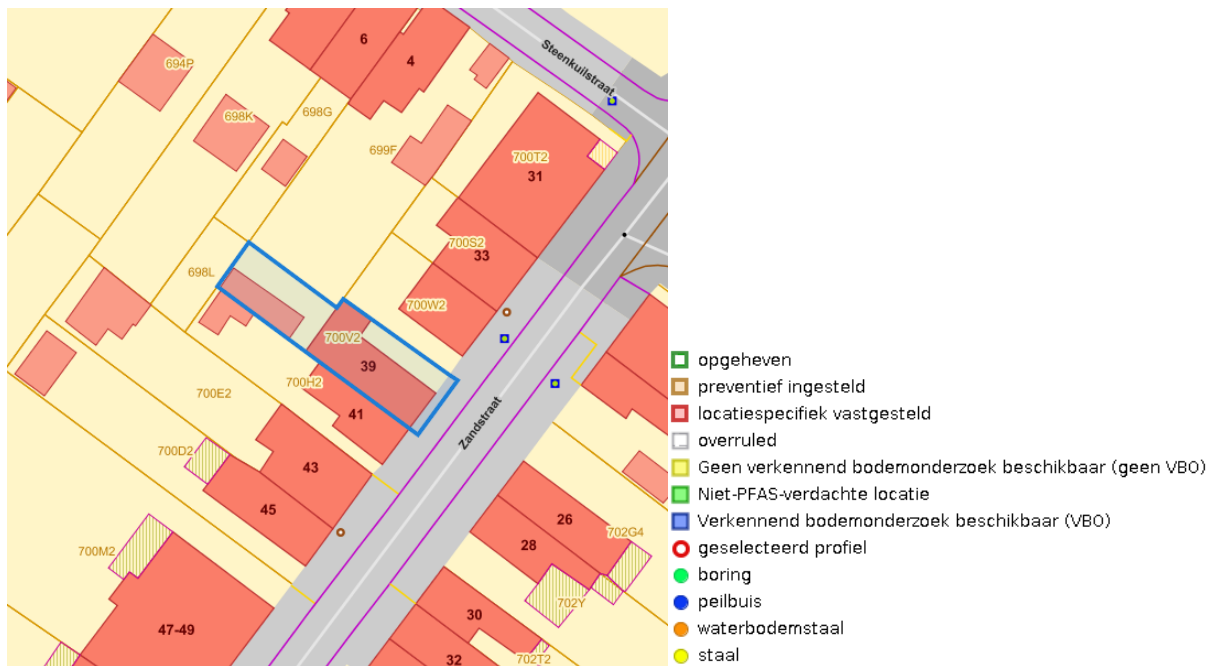 Steenkuilstraat
6
4
694P
698K
698G
699F
700T2
31
700S2
33
698L
700W2
700V2
39
700H2
41
700E2
Zandstraat
43
700D2
45
26
28
702G4
700M2
702Y
30
47-49
32
702T2
opgeheven
preventief ingesteld
locatiespecifiek vastgesteld
overruled
Geen verkennend bodemonderzoek beschikbaar (geen VBO)
Niet-PFAS-verdachte locatie
Verkennend bodemonderzoek beschikbaar (VBO)
geselecteerd profiel
boring
peilbuis
waterbodemstaal
staal